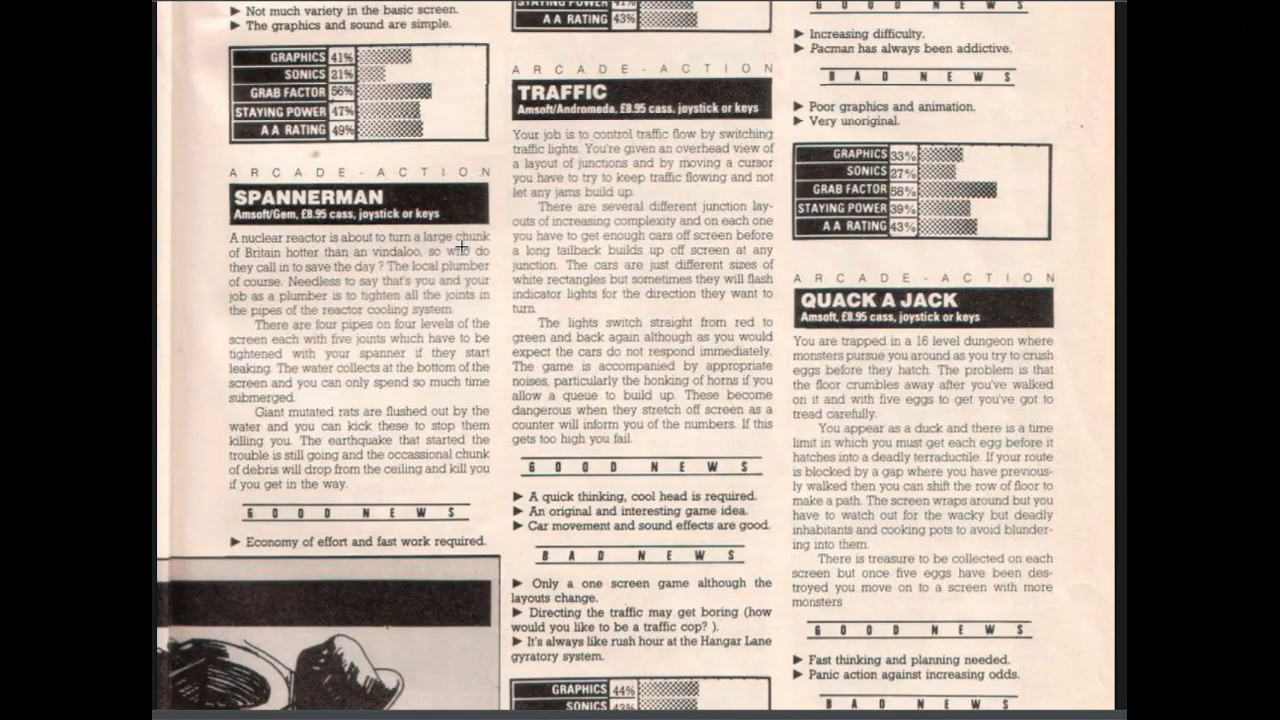 ► Not much variety in the basic screen.
► The graphics and sound are simple.
GRAPHICS 41%
SONICS 21%
GRAB FACTOR 56%
STAYING POWER 47%
A A RATING 49%
ARCADE-ACTION
SPANNERMAN
Amsoft/Gem, £8.95 cass, joystick or keys
A nuclear reactor is about to turn a large chunk
of Britain hotter than an vindaloo, so who do
they call in to save the day? The local plumber
of course. Needless to say that's you and your
job as a plumber is to tighten all the joints in
the pipes of the reactor cooling system.
There are four pipes on four levels of the
screen each with five joints which have to be
tightened with your spanner if they start
leaking. The water collects at the bottom of the
screen and you can only spend so much time
submerged.
Giant mutated rats are flushed out by the
water and you can kick these to stop them
killing you. The earthquake that started the
trouble is still going and the occassional chunk
of debris will drop from the ceiling and kill you
if you get in the way.
GOOD NEWS
► Economy of effort and fast work required.
STAYING POWER 41%
A A RATING 43%
ARCADE-ACTION
TRAFFIC
Amsoft/Andromeda, £8.95 cass, joystick or keys
Your job is to control traffic flow by switching
traffic lights. You're given an overhead view of
a layout of junctions and by moving a cursor
you have to try to keep traffic flowing and not
let any jams build up.
There are several different junction lay-
outs of increasing complexity and on each one
you have to get enough cars off screen before
a long tailback builds up off screen at any
junction. The cars are just different sizes of
white rectangles but sometimes they will flash
indicator lights for the direction they want to
turn.
The lights switch straight from red to
green and back again although as you would
expect the cars do not respond immediately.
The game is accompanied by appropriate
noises, particularly the honking of horns if you
allow a queue to build up. These become
dangerous when they stretch off screen as a
counter will inform you of the numbers. If this
gets too high you fail.
GOOD NEWS
► A quick thinking, cool head is required.
► An original and interesting game idea.
► Car movement and sound effects are good.
BAD NEWS
► Only a one screen game although the
layouts change.
► Directing the traffic may get boring (how
would you like to be a traffic cop? ).
► It's always like rush hour at the Hangar Lane
gyratory system.
GRAPHICS 44%
SONICS 43%
GOOD NEWS
► Increasing difficulty.
► Pacman has always been addictive.
BAD NEWS
► Poor graphics and animation.
► Very unoriginal.
GRAPHICS 33%
SONICS 27%
GRAB FACTOR 58%
STAYING POWER 39%
A A RATING 43%
ARCADE-ACTION
QUACK A JACK
Amsoft, £8.95 cass, joystick or keys
You are trapped in a 16 level dungeon where
monsters pursue you around as you try to crush
eggs before they hatch. The problem is that
the floor crumbles away after you've walked
on it and with five eggs to get you've got to
tread carefully.
You appear as a duck and there is a time
limit in which you must get each egg before it
hatches into a deadly terraductile. If your route
is blocked by a gap where you have previous-
ly walked then you can shift the row of floor to
make a path. The screen wraps around but you
have to watch out for the wacky but deadly
inhabitants and cooking pots to avoid blunder-
ing into them.
There is treasure to be collected on each
screen but once five eggs have been des-
troyed you move on to a screen with more
monsters
GOOD NEWS
► Fast thinking and planning needed.
► Panic action against increasing odds.
BAD NEWS